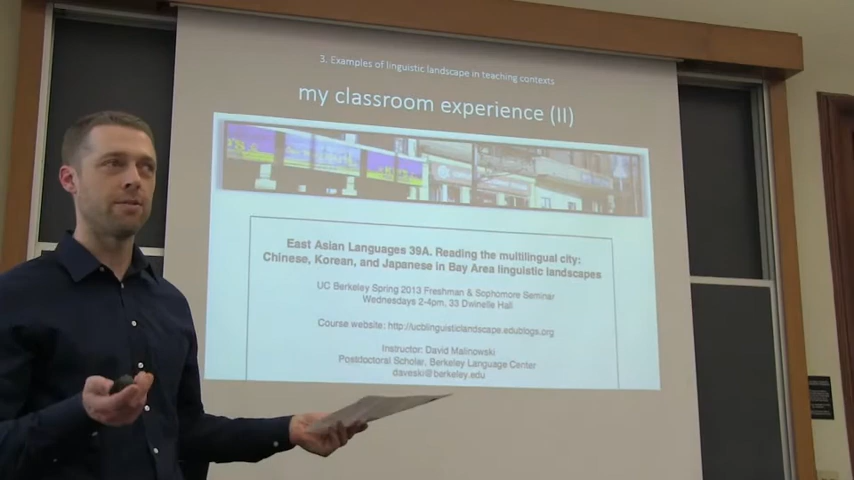 3. Examples of linguistic landscape in teaching contexts
my classroom experience (II)
East Asian Languages 39A. Reading the multilingual city:
Chinese, Korean, and Japanese in Bay Area linguistic landscapes
UC Berkeley Spring 2013 Freshman & Sophomore Seminar
Wednesdays 2-4pm, 33 Dwinelle Hall
Course website: http://ucblinguisticlandscape.edublogs.org
Instructor: David Malinowski
Postdoctoral Scholar, Berkeley Language Center
daveski@berkeley.edu